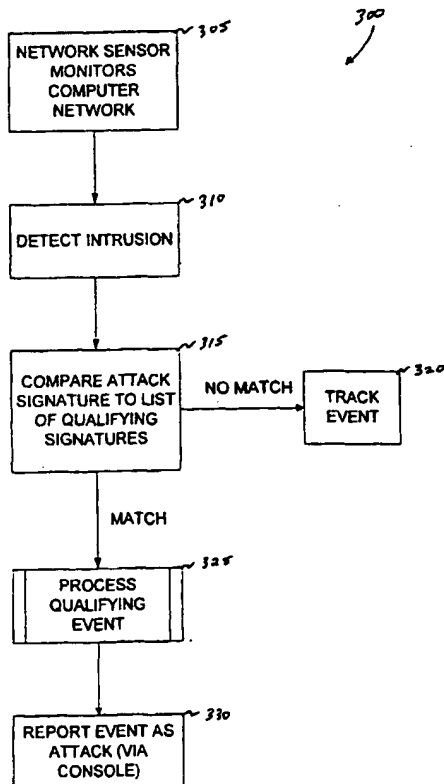 305
300
NETWORK SENSOR
MONITORS
COMPUTER
NETWORK
310
DETECT INTRUSION
315
COMPARE ATTACK
SIGNATURE TO LIST
OF QUALIFYING
SIGNATURES
NO MATCH
320
TRACK
EVENT
MATCH
325
PROCESS
QUALIFYING
EVENT
330
REPORT EVENT AS
ATTACK (VIA
CONSOLE)